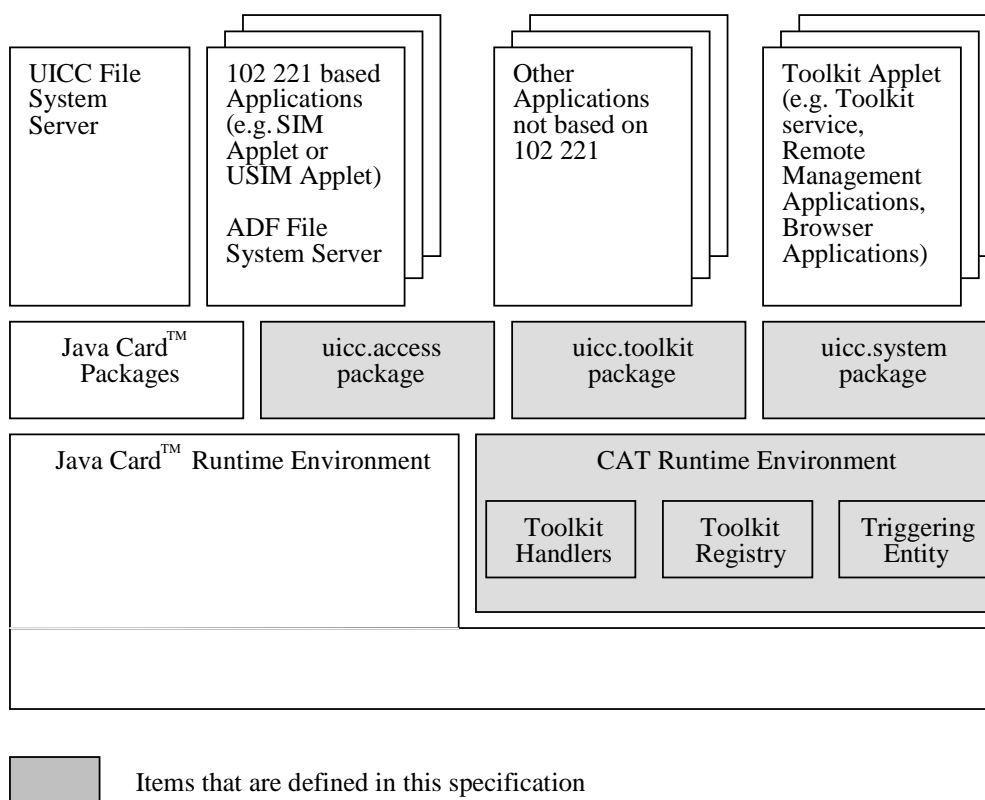 UICC File
System
Server
102 221 based
Applications
(e.g. SIM
Applet or
USIM Applet)
ADF File
System Server
Other
Applications
not based on
102 221
Toolkit Applet
(e.g. Toolkit
service,
Remote
Management
Applications,
Browser
Applications)
Java Card™
Packages
uicc.access
package
uicc.toolkit
package
uicc.system
package
Java Card™ Runtime Environment
CAT Runtime Environment
Toolkit
Handlers
Toolkit
Registry
Triggering
Entity
Items that are defined in this specification